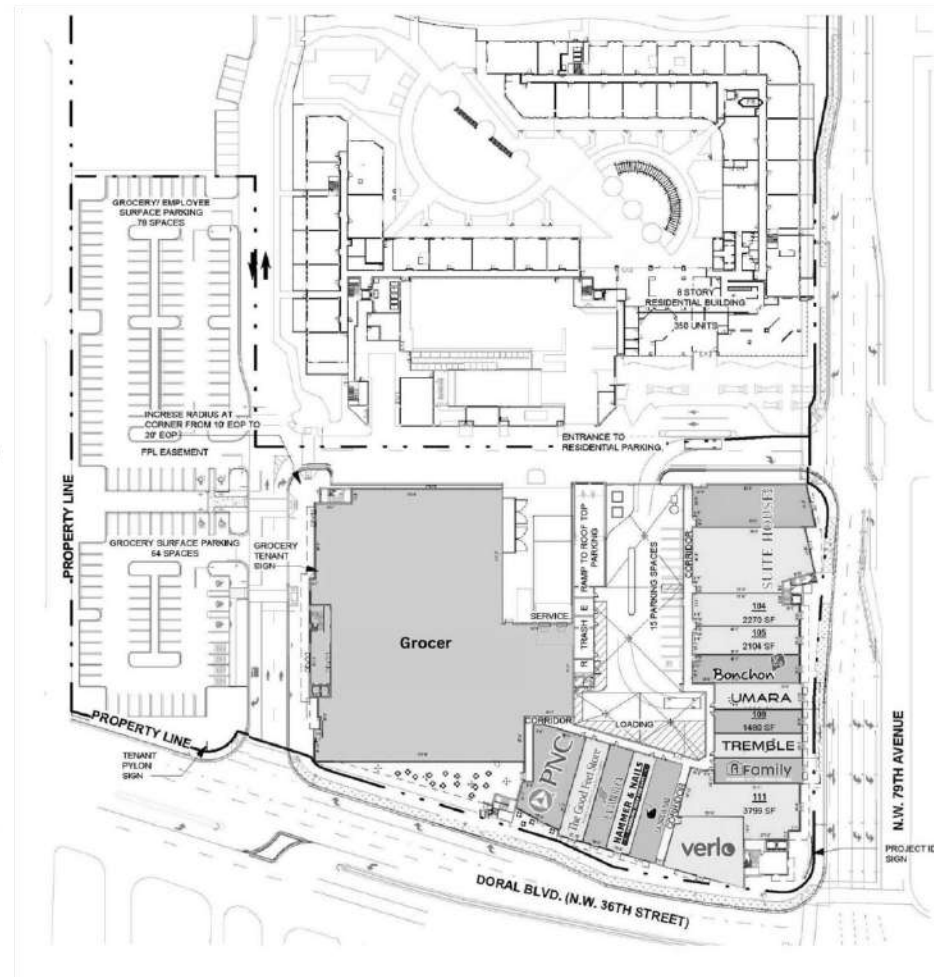 GROCERY/ EMPLOYEE
SURFACE PARKING
78 SPACES
8 STORY
RESIDENTIAL BUILDING
350 UNITS
INCRESE RADIUS AT
CORNER FROM 10' EOP TO
20' EOP
FPL EASEMENT
ENTRANCE TO
RESIDENTIAL PARKING
PROPERTY LINE
GROCERY SURFACE PARKING
64 SPACES
GROCERY
TENANT
SIGN
Grocer
SERVICE
TRASH
RAMP TO ROOF TOP
PARKING
15 PARKING SPACES
LOADING
CORRIDOR
SUITE HOUSE
104
2270 SF
105
2104 SF
Bonchon
UMARA
109
1460 SF
TREMBLE
Family
111
3799 SF
CORRIDOR
PNC
The Good Feet Store
HAMMER & NAILS
CORRIDOR
verlo
PROPERTY LINE
TENANT
PYLON
SIGN
PROJECT ID
SIGN
N.W. 79TH AVENUE
DORAL BLVD. (N.W. 36TH STREET)